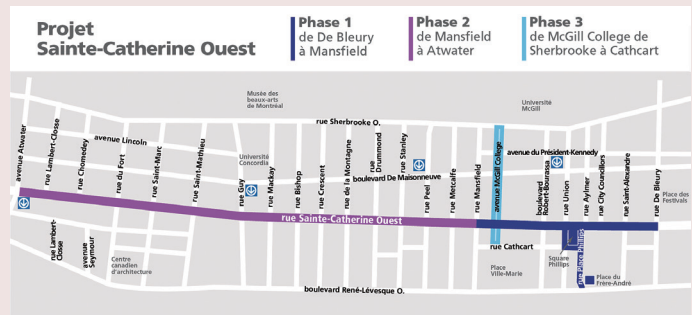 Projet
Sainte-Catherine Ouest
Phase 1
de De Bleury
à Mansfield
Phase 2
de Mansfield
à Atwater
Phase 3
de McGill College de
Sherbrooke à Cathcart
Musée des
beaux-arts
de Montréal
Université
McGill
rue Sherbrooke O.
avenue Atwater
rue Lambert-Closse
rue Chomedey
avenue Lincoln
rue du Fort
rue Saint-Marc
rue Saint-Mathieu
Université
Concordia
rue Guy
rue Mackay
rue Bishop
rue Crescent
rue de la Montagne
rue
Drummond
rue Stanley
boulevard De Maisonneuve
rue Peel
rue Metcalfe
rue Mansfield
avenue McGill College
avenue du Président-Kennedy
boulevard
Robert-Bourassa
rue Union
rue Aylmer
rue City Councillors
rue Saint-Alexandre
rue De Bleury
Place des
Festivals
rue Sainte-Catherine Ouest
rue Lambert-
Closse
avenue
Seymour
Centre
canadien
d'architecture
rue Cathcart
Place
Ville-Marie
Square
Phillips
rue Place Phillips
Place du
Frère-André
boulevard René-Lévesque O.